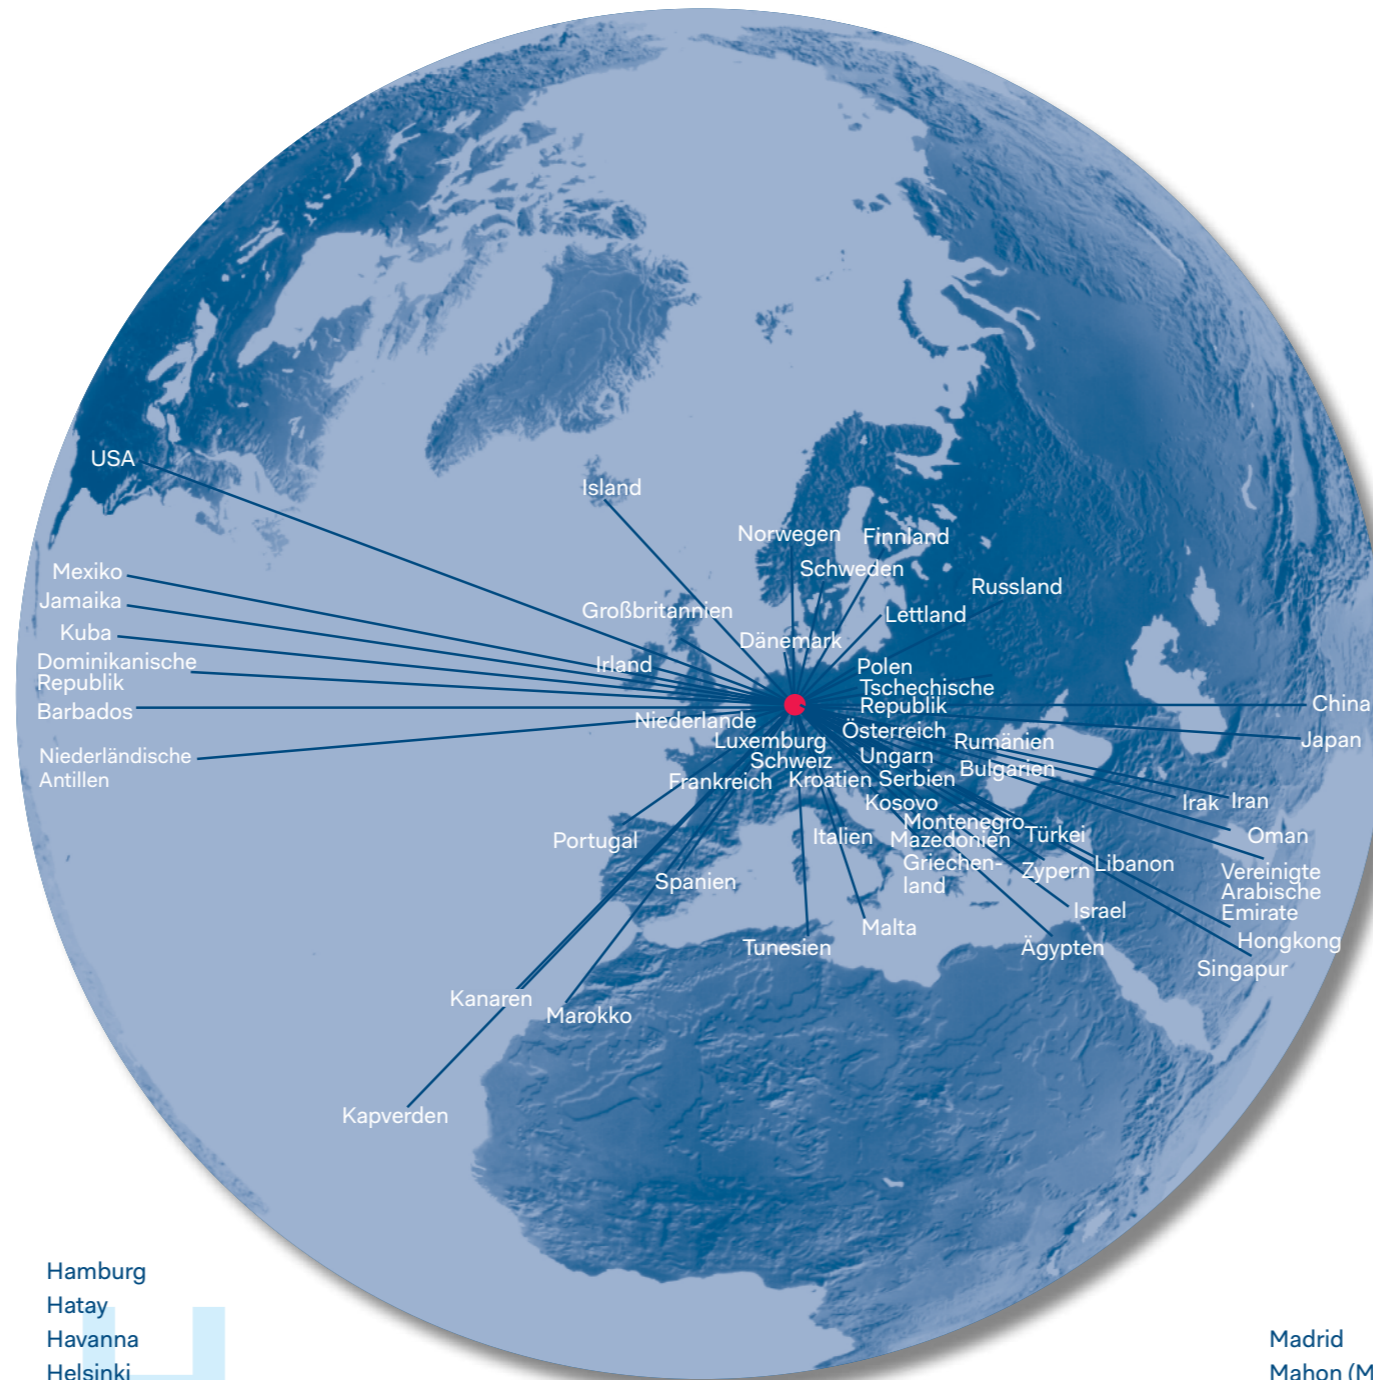 USA
Island
Norwegen
Finnland
Schweden
Mexiko
Russland
Jamaika
Großbritannien
Lettland
Kuba
Dänemark
Dominikanische
Republik
Irland
Polen
Tschechische
Republik
Barbados
China
Niederlande
Österreich
Japan
Luxemburg
Rumänien
Niederländische
Antillen
Schweiz
Ungarn
Bulgarien
Frankreich
Kroatien
Serbien
Kosovo
Irak
Iran
Montenegro
Portugal
Italien
Mazedonien
Türkei
Oman
Griechen-
land
Zypern
Libanon
Vereinigte
Arabische
Emirate
Spanien
Israel
Malta
Tunesien
Ägypten
Hongkong
Singapur
Kanaren
Marokko
Kapverden
Hamburg
Hatay
Havanna
Helsinki
Madrid
Mahon (M